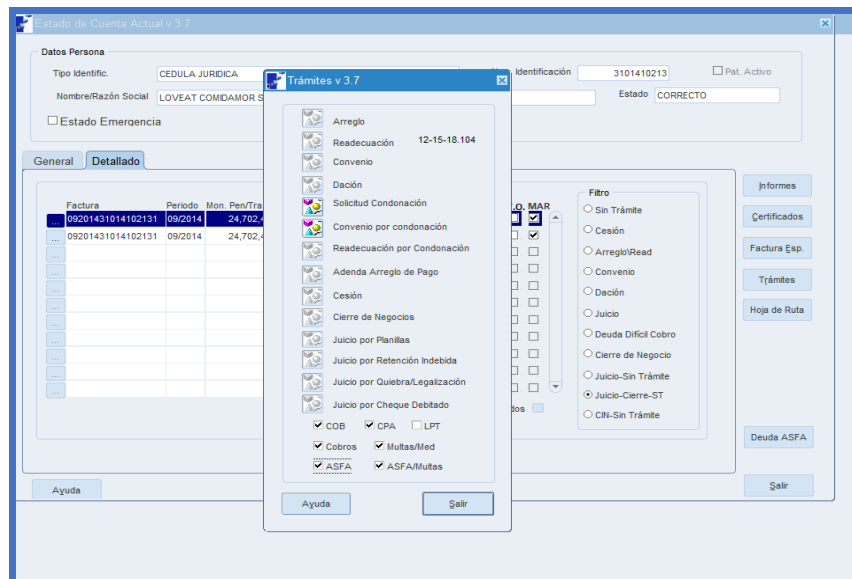 Estado de Cuenta Actual v 3.7
Datos Persona
Tipo Identific. CEDULA JURIDICA Identificación 3101410213 Pat. Activo
Nombre/Razón Social LOVEAT COMIDAMOR S Estado CORRECTO
Estado Emergencia
General Detallado
Factura Periodo Mon. Pen/Tra .O. MAR
... 09201431014102131 09/2014 24,702,4
... 09201431014102131 09/2014 24,702,4
...
...
...
...
...
...
...
...
...
dos
Trámites v 3.7
Arreglo
Readecuación 12-15-18.104
Convenio
Dación
Solicitud Condonación
Convenio por condonación
Readecuación por Condonación
Adenda Arreglo de Pago
Cesión
Cierre de Negocios
Juicio por Planillas
Juicio por Retención Indebida
Juicio por Quiebra/Legalización
Juicio por Cheque Debitado
COB CPA LPT
Cobros Multas/Med
ASFA ASFA/Multas
Ayuda Salir
Filtro
Sin Trámite
Cesión
Arreglo\Read
Convenio
Dación
Juicio
Deuda Difícil Cobro
Cierre de Negocio
Juicio-Sin Trámite
Juicio-Cierre-ST
CIN-Sin Trámite
Informes
Certificados
Factura Esp.
Trámites
Hoja de Ruta
Deuda ASFA
Ayuda Salir